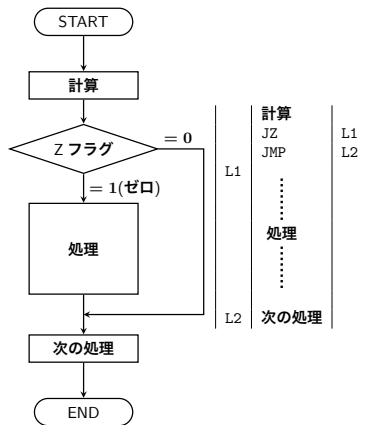 START
計算
Z フラグ
= 0
= 1(ゼロ)
処理
次の処理
END
計算
JZ L1
JMP L2
L1
処理
L2 次の処理